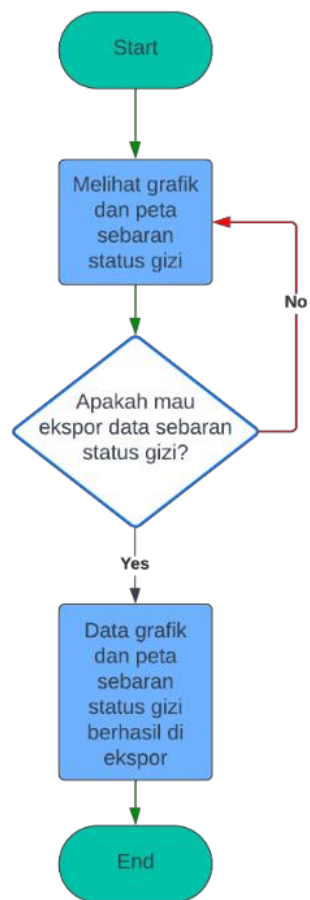 Start
Melihat grafik
dan peta
sebaran
status gizi
No
Apakah mau
ekspor data sebaran
status gizi?
Yes
Data grafik
dan peta
sebaran
status gizi
berhasil di
ekspor
End